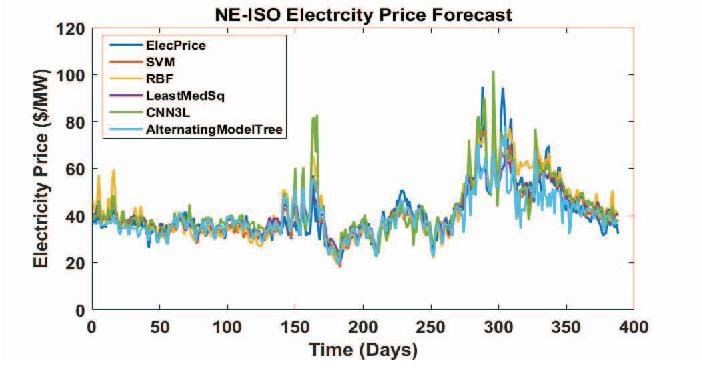 NE-ISO Electrcity Price Forecast
120
100
80
60
40
20
0
Electricity Price ($/MW)
ElecPrice
SVM
RBF
LeastMedSq
CNN3L
AlternatingModelTree
0 50 100 150 200 250 300 350 400
Time (Days)